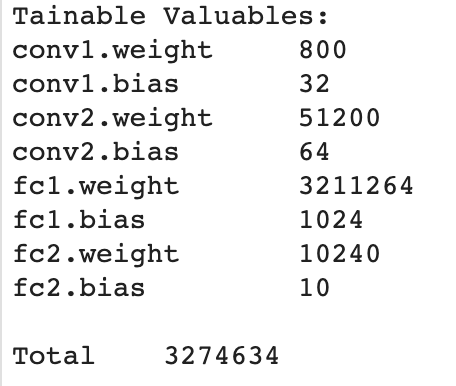 Tainable Valuables:
conv1.weight 800
conv1.bias 32
conv2.weight 51200
conv2.bias 64
fc1.weight 3211264
fc1.bias 1024
fc2.weight 10240
fc2.bias 10
Total 3274634